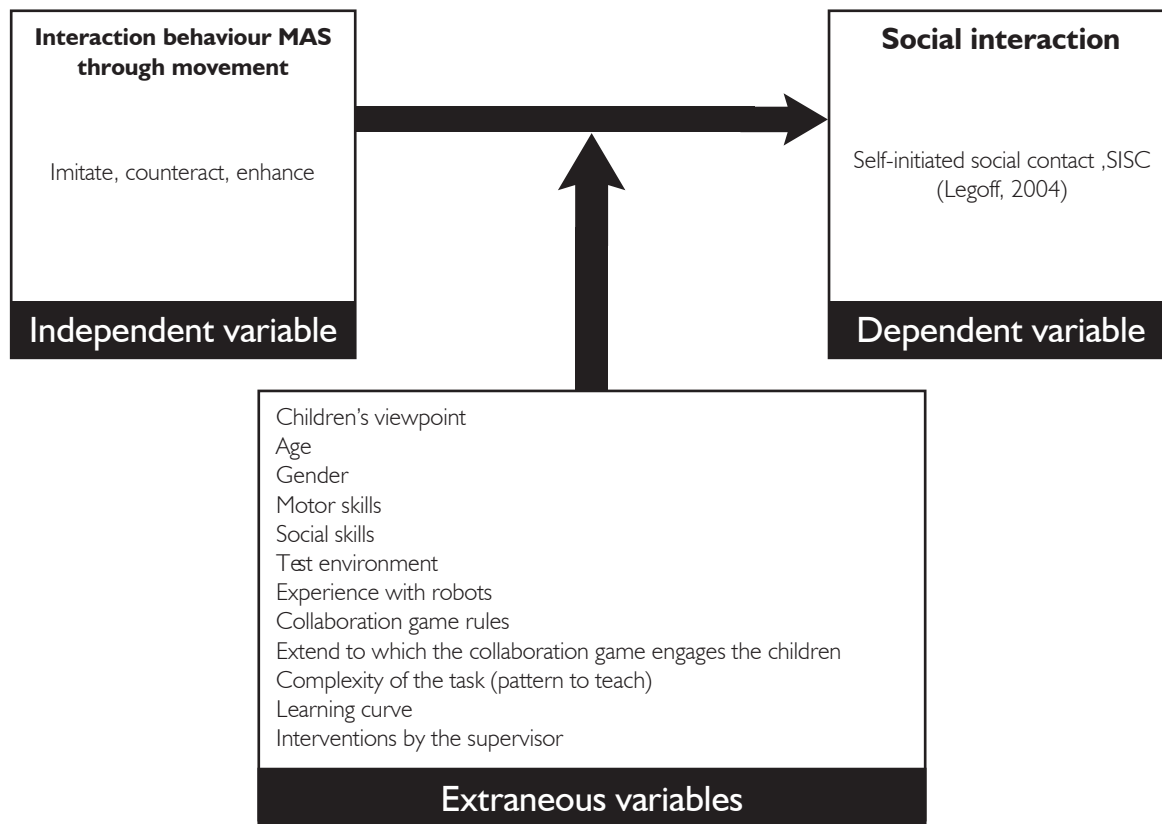 Interaction behaviour MAS
through movement
Imitate, counteract, enhance
Independent variable
Social interaction
Self-initiated social contact ,SISC
(Legoff, 2004)
Dependent variable
Children's viewpoint
Age
Gender
Motor skills
Social skills
Test environment
Experience with robots
Collaboration game rules
Extend to which the collaboration game engages the children
Complexity of the task (pattern to teach)
Learning curve
Interventions by the supervisor
Extraneous variables